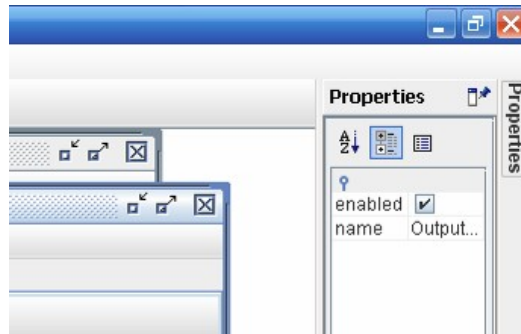 Properties
Properties
A
Z
enabled
name Output...